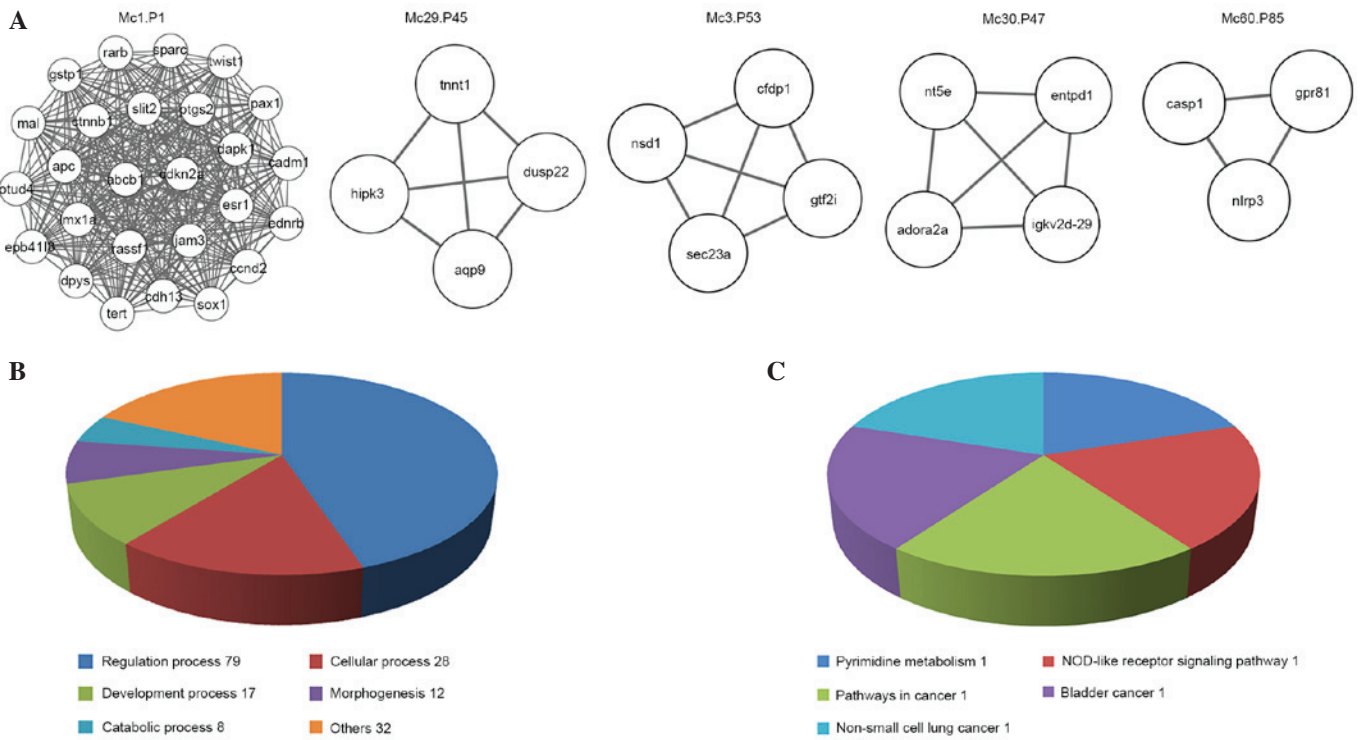 A
Mc1.P1
Mc29.P45
Mc3.P53
Mc30.P47
Mc60.P85
rarb
sparc
gstp1
twist1
mal
ctnnb1
slit2
ptgs2
pax1
apc
abcb1
cdkn2a
dapk1
cadm1
ptud4
lmx1a
esr1
ednrb
epb41l3
rassf1
jam3
ccnd2
dpys
tert
cdh13
sox1
tnnt1
hipk3
dusp22
aqp9
cfdp1
nsd1
gtf2i
sec23a
nt5e
entpd1
adora2a
igkv2d-29
casp1
gpr81
nlrp3
B
Regulation process 79
Cellular process 28
Development process 17
Morphogenesis 12
Catabolic process 8
Others 32
C
Pyrimidine metabolism 1
NOD-like receptor signaling pathway 1
Pathways in cancer 1
Bladder cancer 1
Non-small cell lung cancer 1